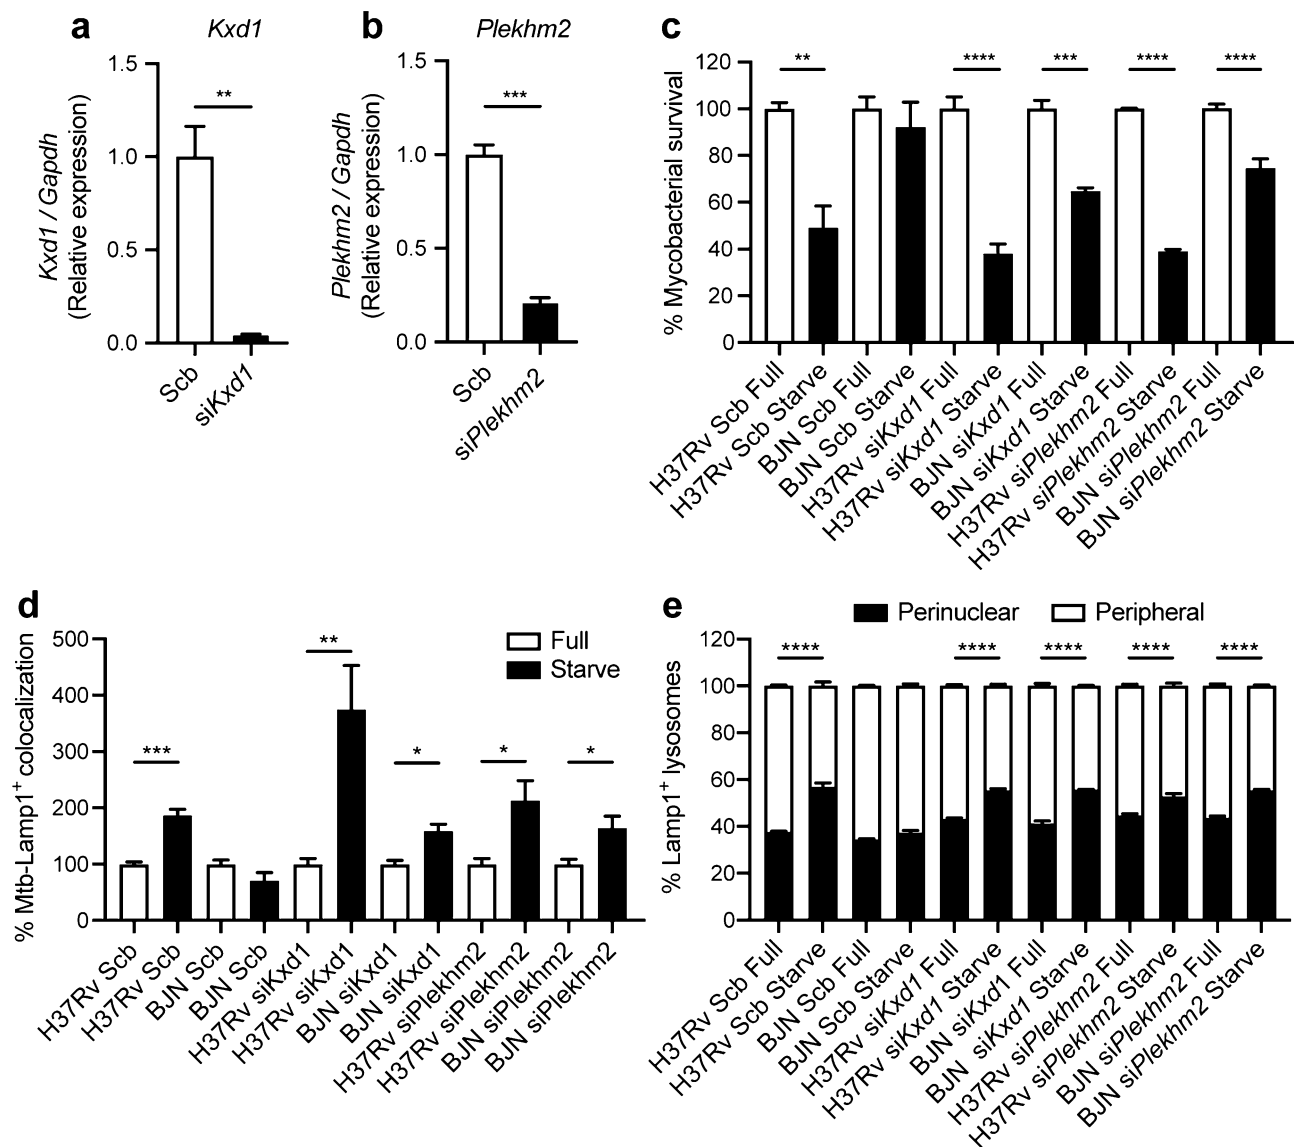 a
Kxd1
1.5
1.0
0.5
0.0
Kxd1 / Gapdh
(Relative expression)
**
Scb
siKxd1
b
Plekhm2
1.5
1.0
0.5
0.0
Plekhm2 / Gapdh
(Relative expression)
***
Scb
siPlekhm2
c
120
100
80
60
40
20
0
% Mycobacterial survival
** **** *** **** ****
H37Rv Scb Full
H37Rv Scb Starve
BJN Scb Full
BJN Scb Starve
H37Rv siKxd1 Full
H37Rv siKxd1 Starve
BJN siKxd1 Full
BJN siKxd1 Starve
H37Rv siPlekhm2 Full
H37Rv siPlekhm2 Starve
BJN siPlekhm2 Full
BJN siPlekhm2 Starve
d
500
400
300
200
100
0
% Mtb-Lamp1+ colocalization
Full
Starve
*** ** * * *
H37Rv Scb
H37Rv Scb
BJN Scb
BJN Scb
H37Rv siKxd1
H37Rv siKxd1
BJN siKxd1
BJN siKxd1
H37Rv siPlekhm2
H37Rv siPlekhm2
BJN siPlekhm2
BJN siPlekhm2
e
Perinuclear Peripheral
120
100
80
60
40
20
0
% Lamp1+ lysosomes
**** **** **** **** ****
H37Rv Scb Full
H37Rv Scb Starve
BJN Scb Full
BJN Scb Starve
H37Rv siKxd1 Full
H37Rv siKxd1 Starve
BJN siKxd1 Full
BJN siKxd1 Starve
H37Rv siPlekhm2 Full
H37Rv siPlekhm2 Starve
BJN siPlekhm2 Full
BJN siPlekhm2 Starve